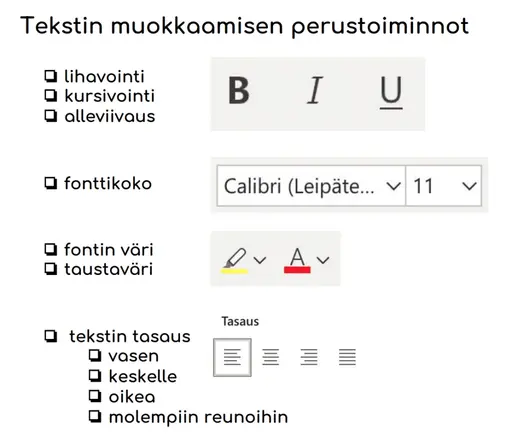 Tekstin muokkaamisen perustoiminnot
❏ lihavointi
❏ kursivointi
❏ alleviivaus
B I U
❏ fonttikoko
Calibri (Leipäte... 11
❏ fontin väri
❏ taustaväri
A
Tasaus
❏ tekstin tasaus
❏ vasen
❏ keskelle
❏ oikea
❏ molempiin reunoihin